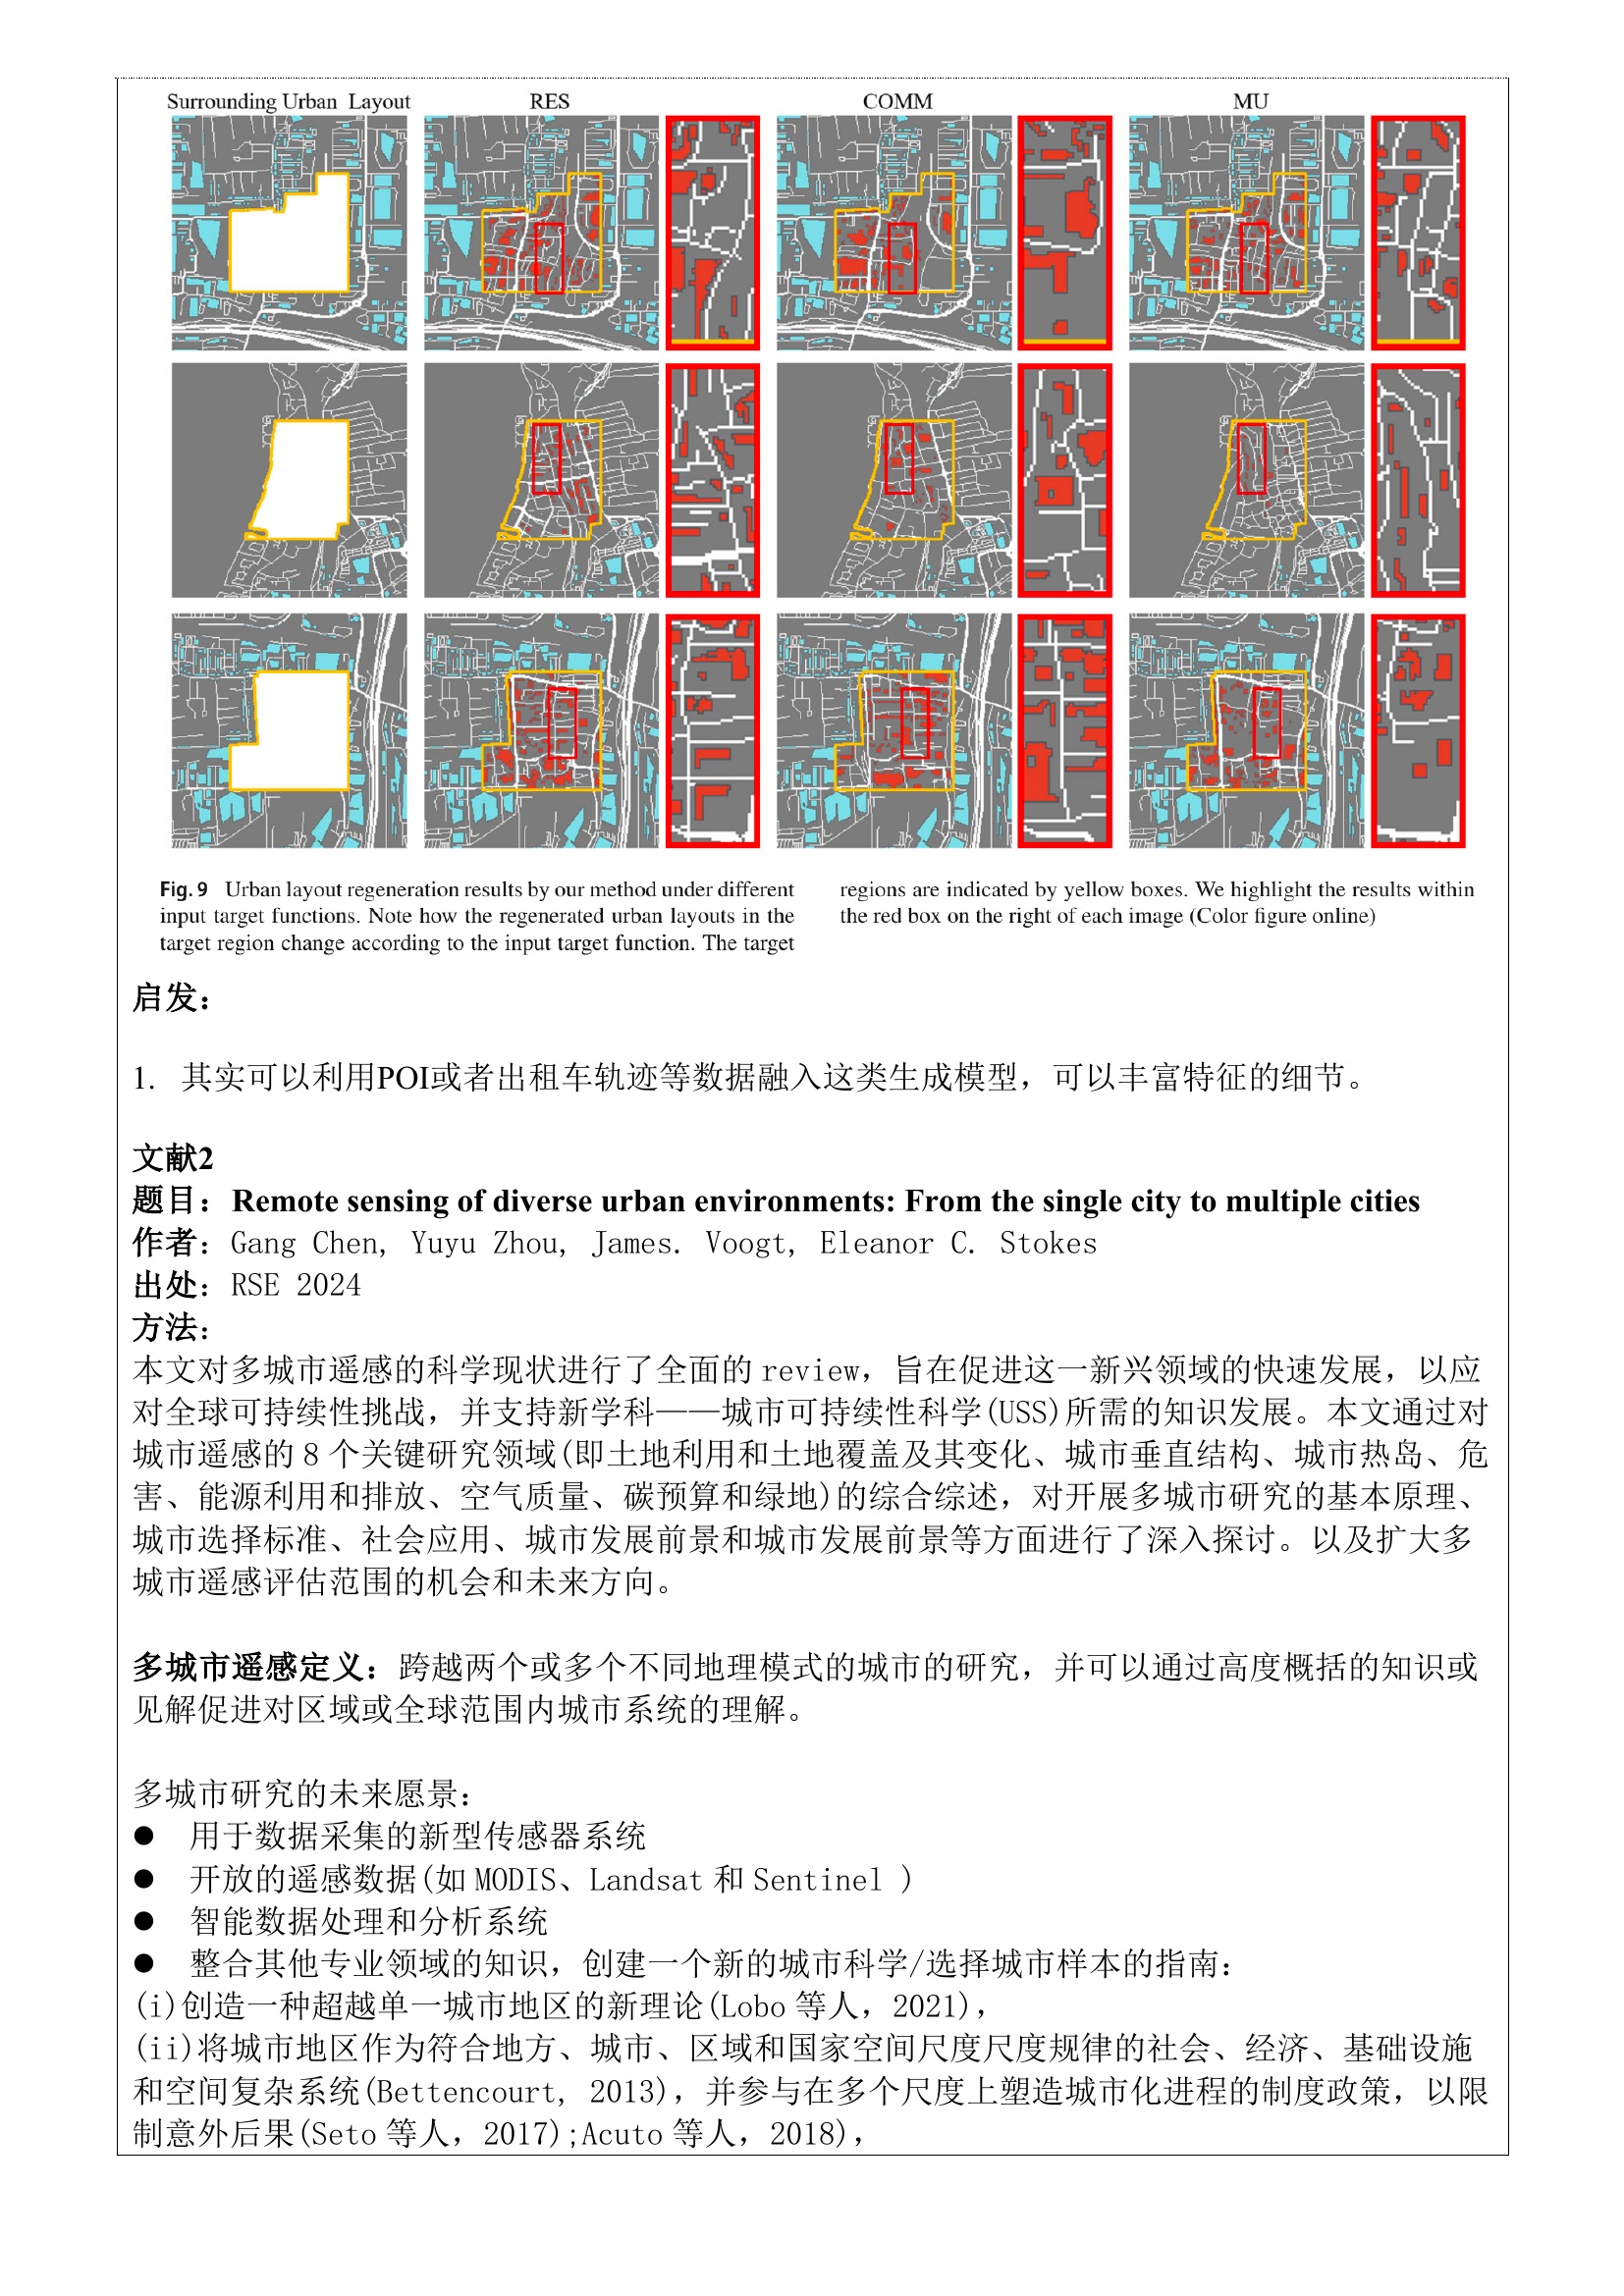 Surrounding Urban Layout RES COMM MU
Fig. 9 Urban layout regeneration results by our method under different
input target functions. Note how the regenerated urban layouts in the
target region change according to the input target function. The target
regions are indicated by yellow boxes. We highlight the results within
the red box on the right of each image (Color figure online)
启发：
1. 其实可以利用POI或者出租车轨迹等数据融入这类生成模型，可以丰富特征的细节。
文献2
题目：Remote sensing of diverse urban environments: From the single city to multiple cities
作者：Gang Chen, Yuyu Zhou, James. Voogt, Eleanor C. Stokes
出处：RSE 2024
方法：
本文对多城市遥感的科学现状进行了全面的 review，旨在促进这一新兴领域的快速发展，以应
对全球可持续性挑战，并支持新学科——城市可持续性科学(USS)所需的知识发展。本文通过对
城市遥感的 8 个关键研究领域(即土地利用和土地覆盖及其变化、城市垂直结构、城市热岛、危
害、能源利用和排放、空气质量、碳预算和绿地)的综合综述，对开展多城市研究的基本原理、
城市选择标准、社会应用、城市发展前景和城市发展前景等方面进行了深入探讨。以及扩大多
城市遥感评估范围的机会和未来方向。
多城市遥感定义：跨越两个或多个不同地理模式的城市的研究，并可以通过高度概括的知识或
见解促进对区域或全球范围内城市系统的理解。
多城市研究的未来愿景：
● 用于数据采集的新型传感器系统
● 开放的遥感数据(如 MODIS、Landsat 和 Sentinel )
● 智能数据处理和分析系统
● 整合其他专业领域的知识，创建一个新的城市科学/选择城市样本的指南：
(i)创造一种超越单一城市地区的新理论(Lobo 等人，2021)，
(ii)将城市地区作为符合地方、城市、区域和国家空间尺度尺度规律的社会、经济、基础设施
和空间复杂系统(Bettencourt, 2013)，并参与在多个尺度上塑造城市化进程的制度政策，以限
制意外后果(Seto 等人，2017);Acuto 等人，2018)，